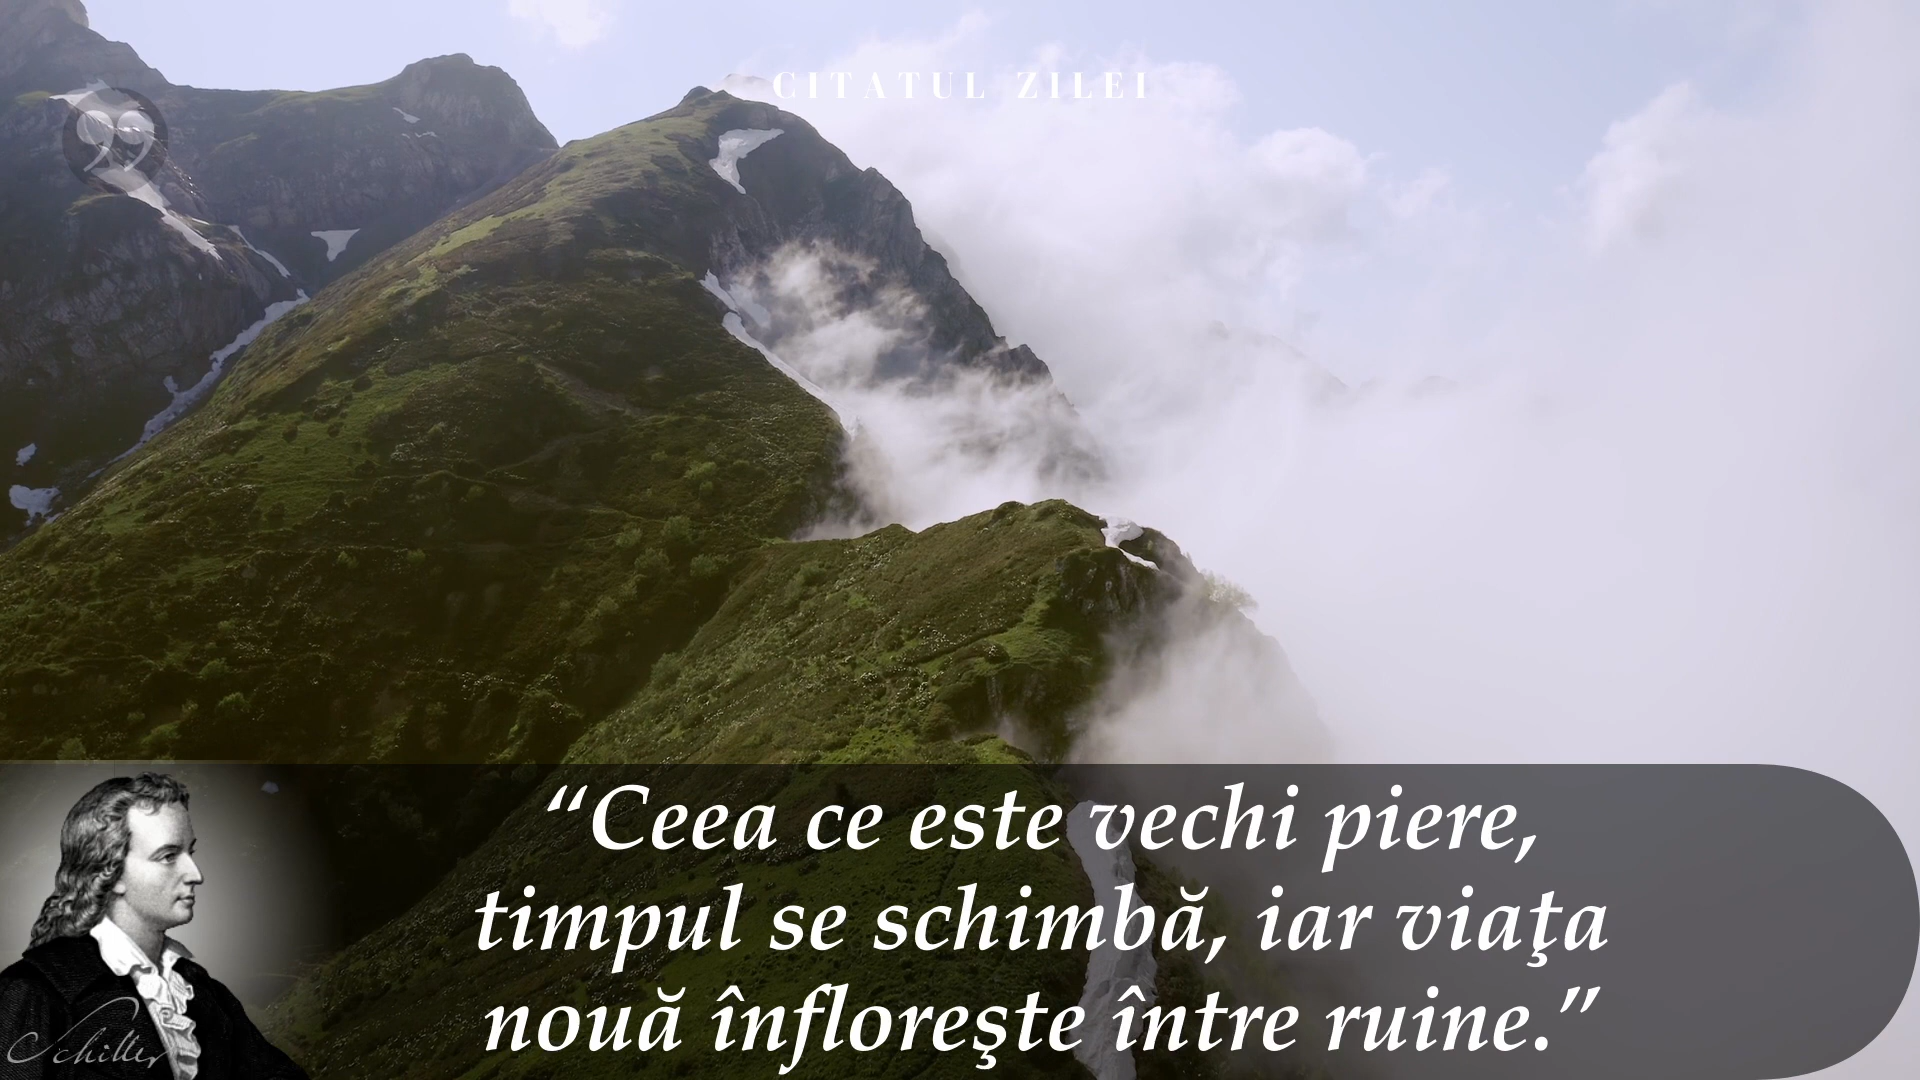 CITATUL ZILEI
“Ceea ce este vechi piere,
timpul se schimbă, iar viaţa
nouă înfloreşte între ruine.”
Schiller